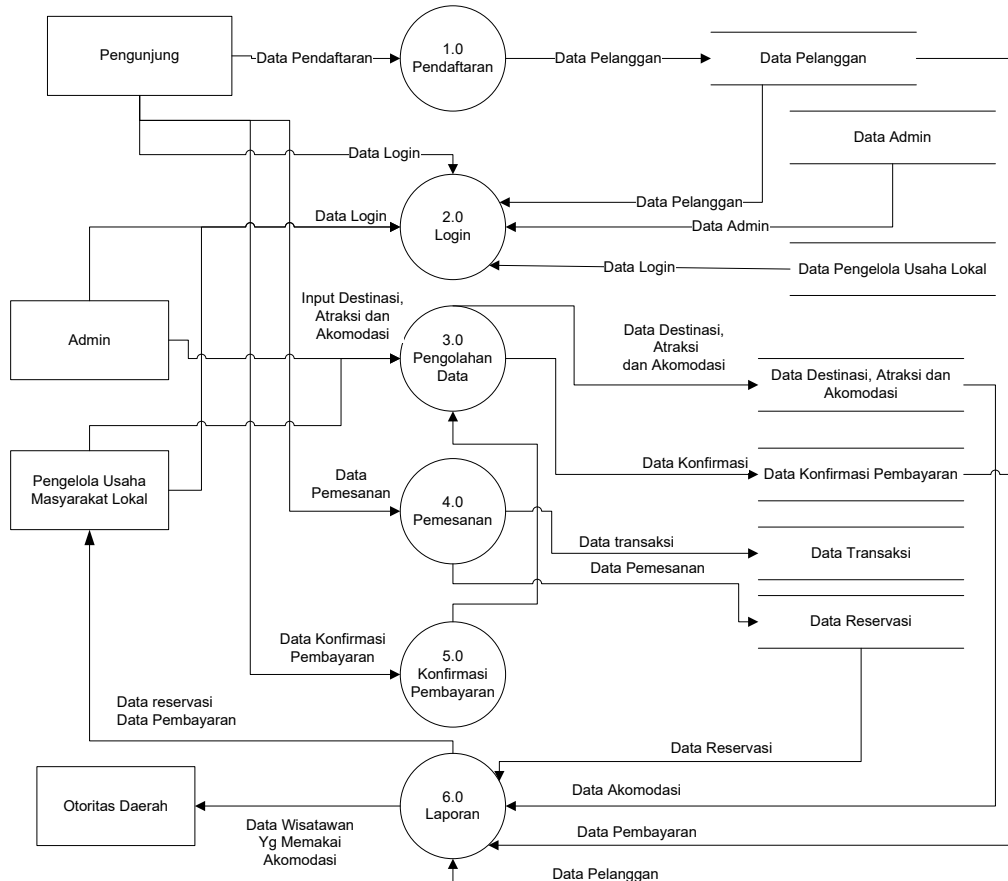 Pengunjung
Data Pendaftaran
1.0
Pendaftaran
Data Pelanggan
Data Pelanggan
Data Admin
Data Login
Data Pelanggan
Data Login
2.0
Login
Data Admin
Data Login
Data Pengelola Usaha Lokal
Admin
Input Destinasi,
Atraksi dan
Akomodasi
3.0
Pengolahan
Data
Data Destinasi,
Atraksi
dan Akomodasi
Data Destinasi, Atraksi dan
Akomodasi
Pengelola Usaha
Masyarakat Lokal
Data Konfirmasi
Data Konfirmasi Pembayaran
Data
Pemesanan
4.0
Pemesanan
Data transaksi
Data Transaksi
Data Pemesanan
Data Reservasi
Data Konfirmasi
Pembayaran
5.0
Konfirmasi
Pembayaran
Data reservasi
Data Pembayaran
Data Reservasi
Otoritas Daerah
6.0
Laporan
Data Akomodasi
Data Wisatawan
Yg Memakai
Akomodasi
Data Pembayaran
Data Pelanggan